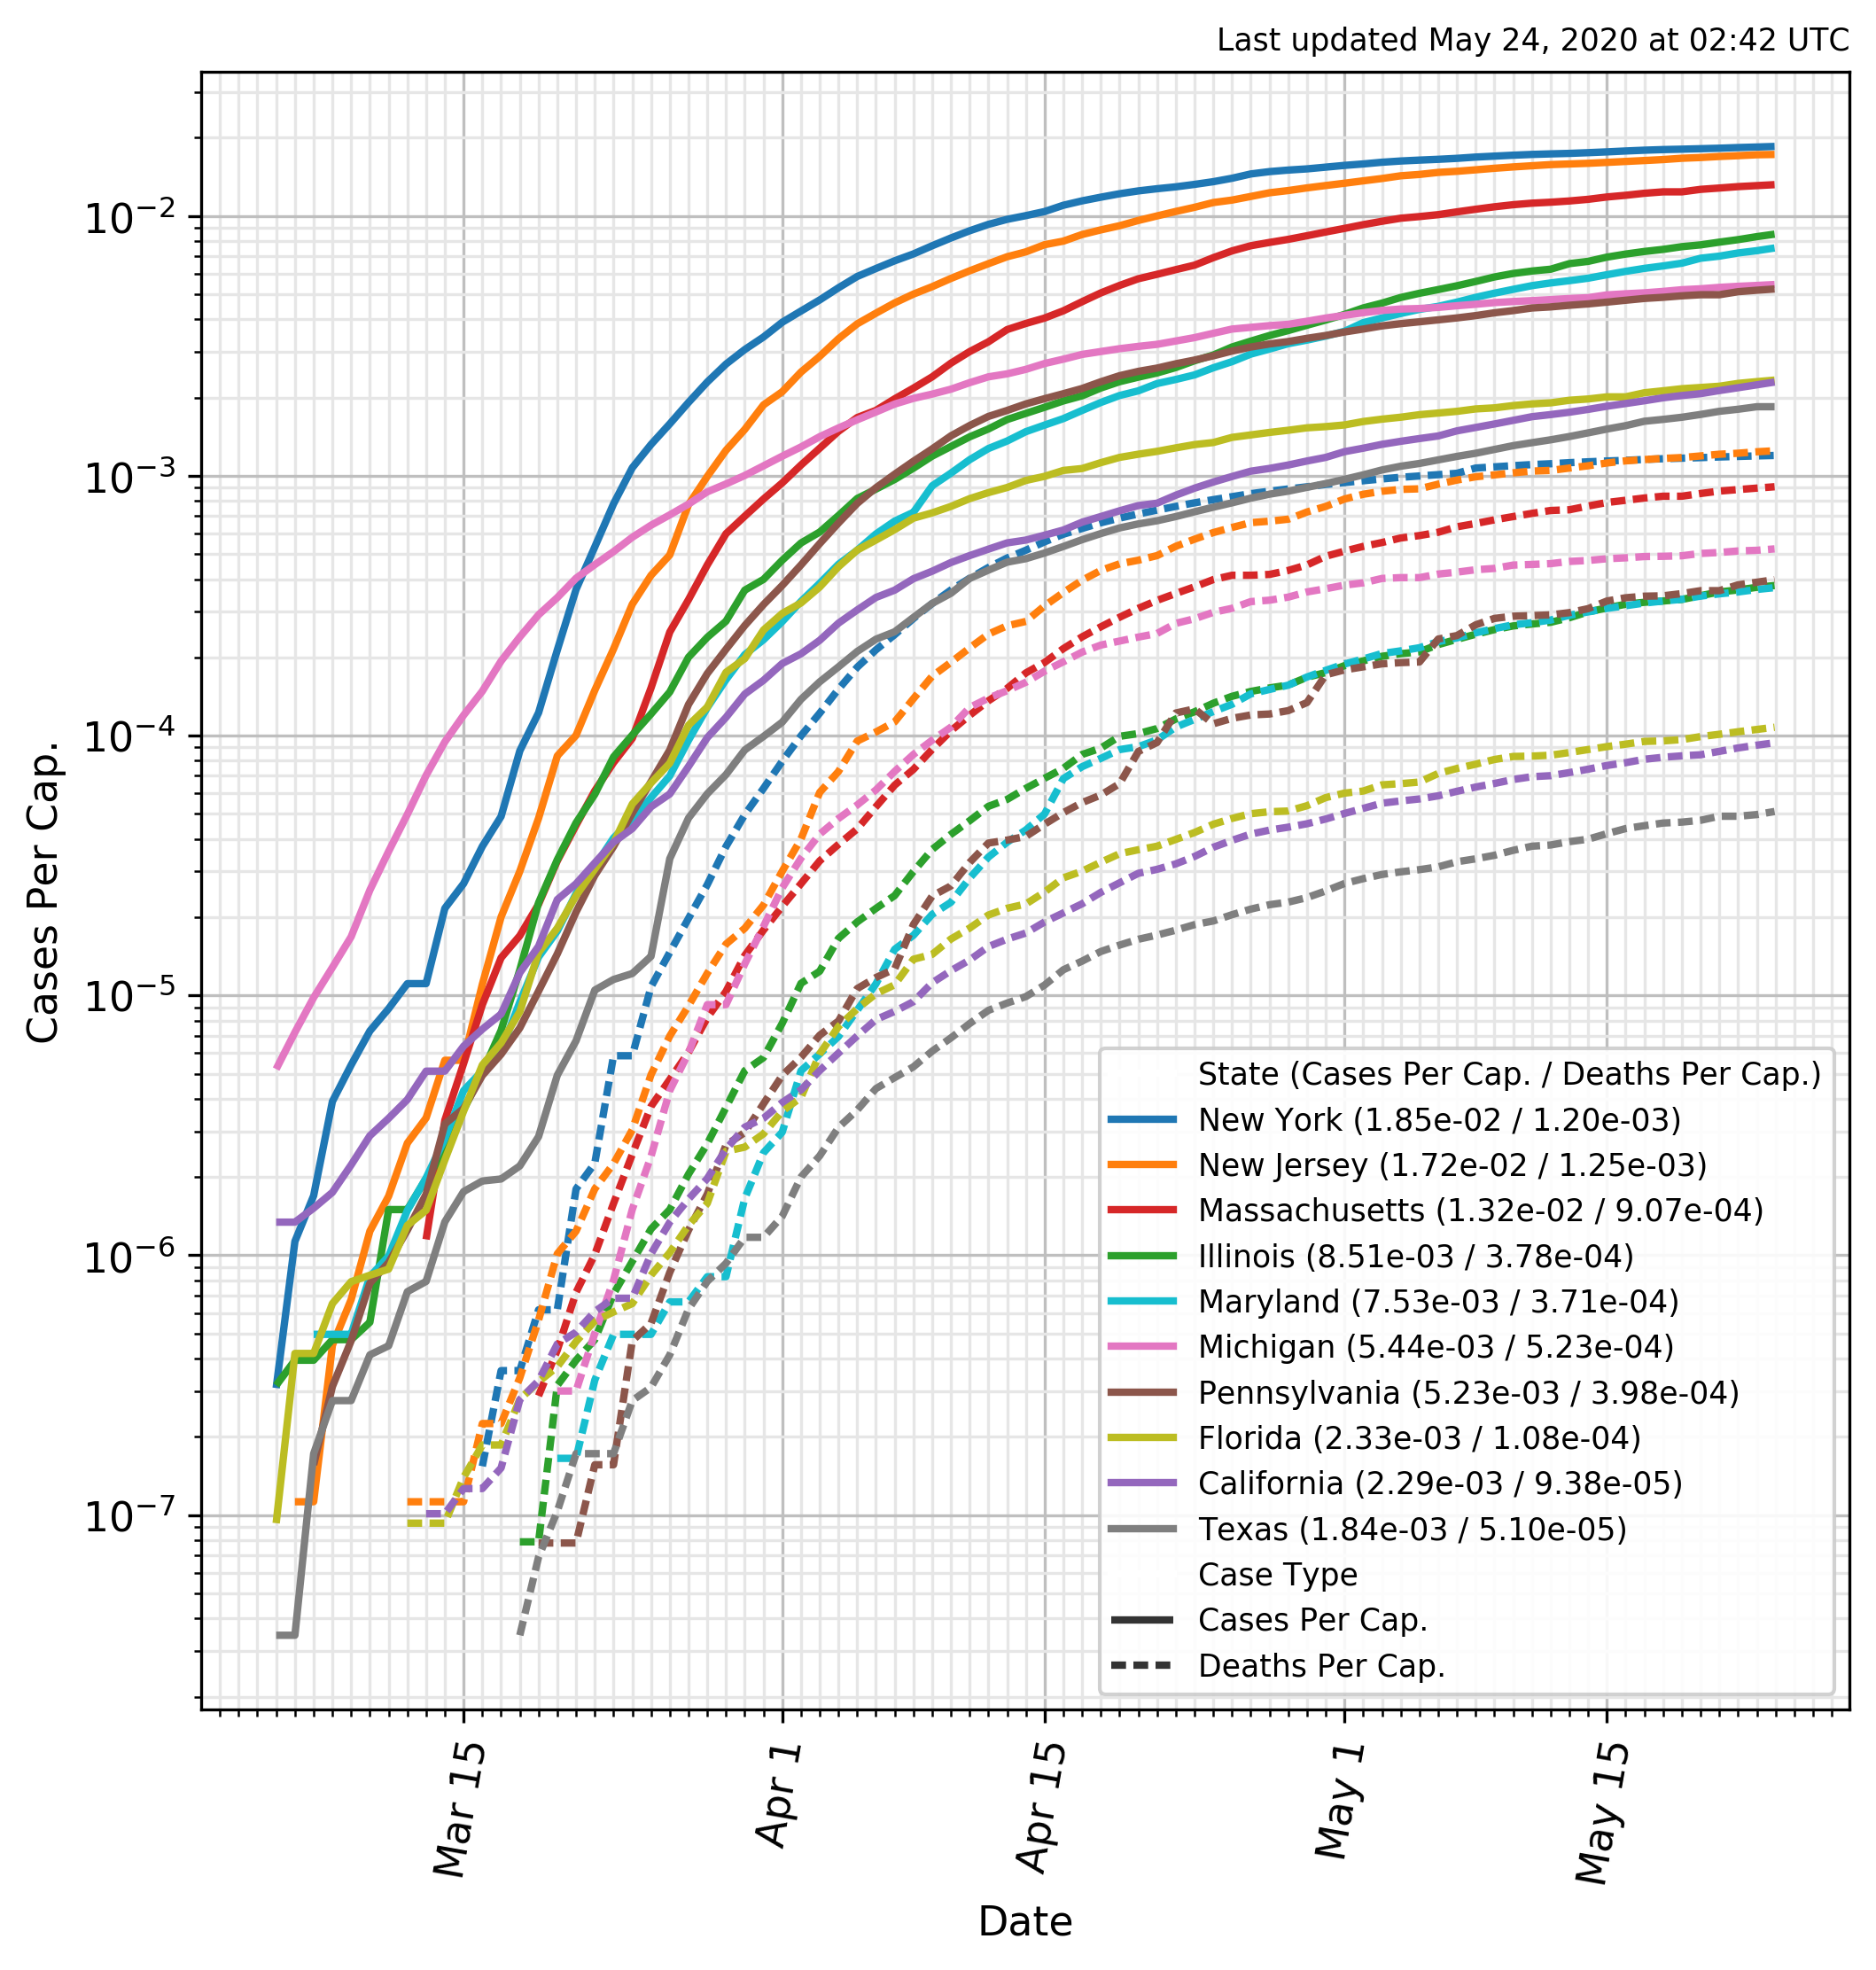 Last updated May 24, 2020 at 02:42 UTC
Cases Per Cap.
10⁻²
10⁻³
10⁻⁴
10⁻⁵
10⁻⁶
10⁻⁷
State (Cases Per Cap. / Deaths Per Cap.)
New York (1.85e-02 / 1.20e-03)
New Jersey (1.72e-02 / 1.25e-03)
Massachusetts (1.32e-02 / 9.07e-04)
Illinois (8.51e-03 / 3.78e-04)
Maryland (7.53e-03 / 3.71e-04)
Michigan (5.44e-03 / 5.23e-04)
Pennsylvania (5.23e-03 / 3.98e-04)
Florida (2.33e-03 / 1.08e-04)
California (2.29e-03 / 9.38e-05)
Texas (1.84e-03 / 5.10e-05)
Case Type
Cases Per Cap.
Deaths Per Cap.
Mar 15
Apr 1
Apr 15
May 1
May 15
Date